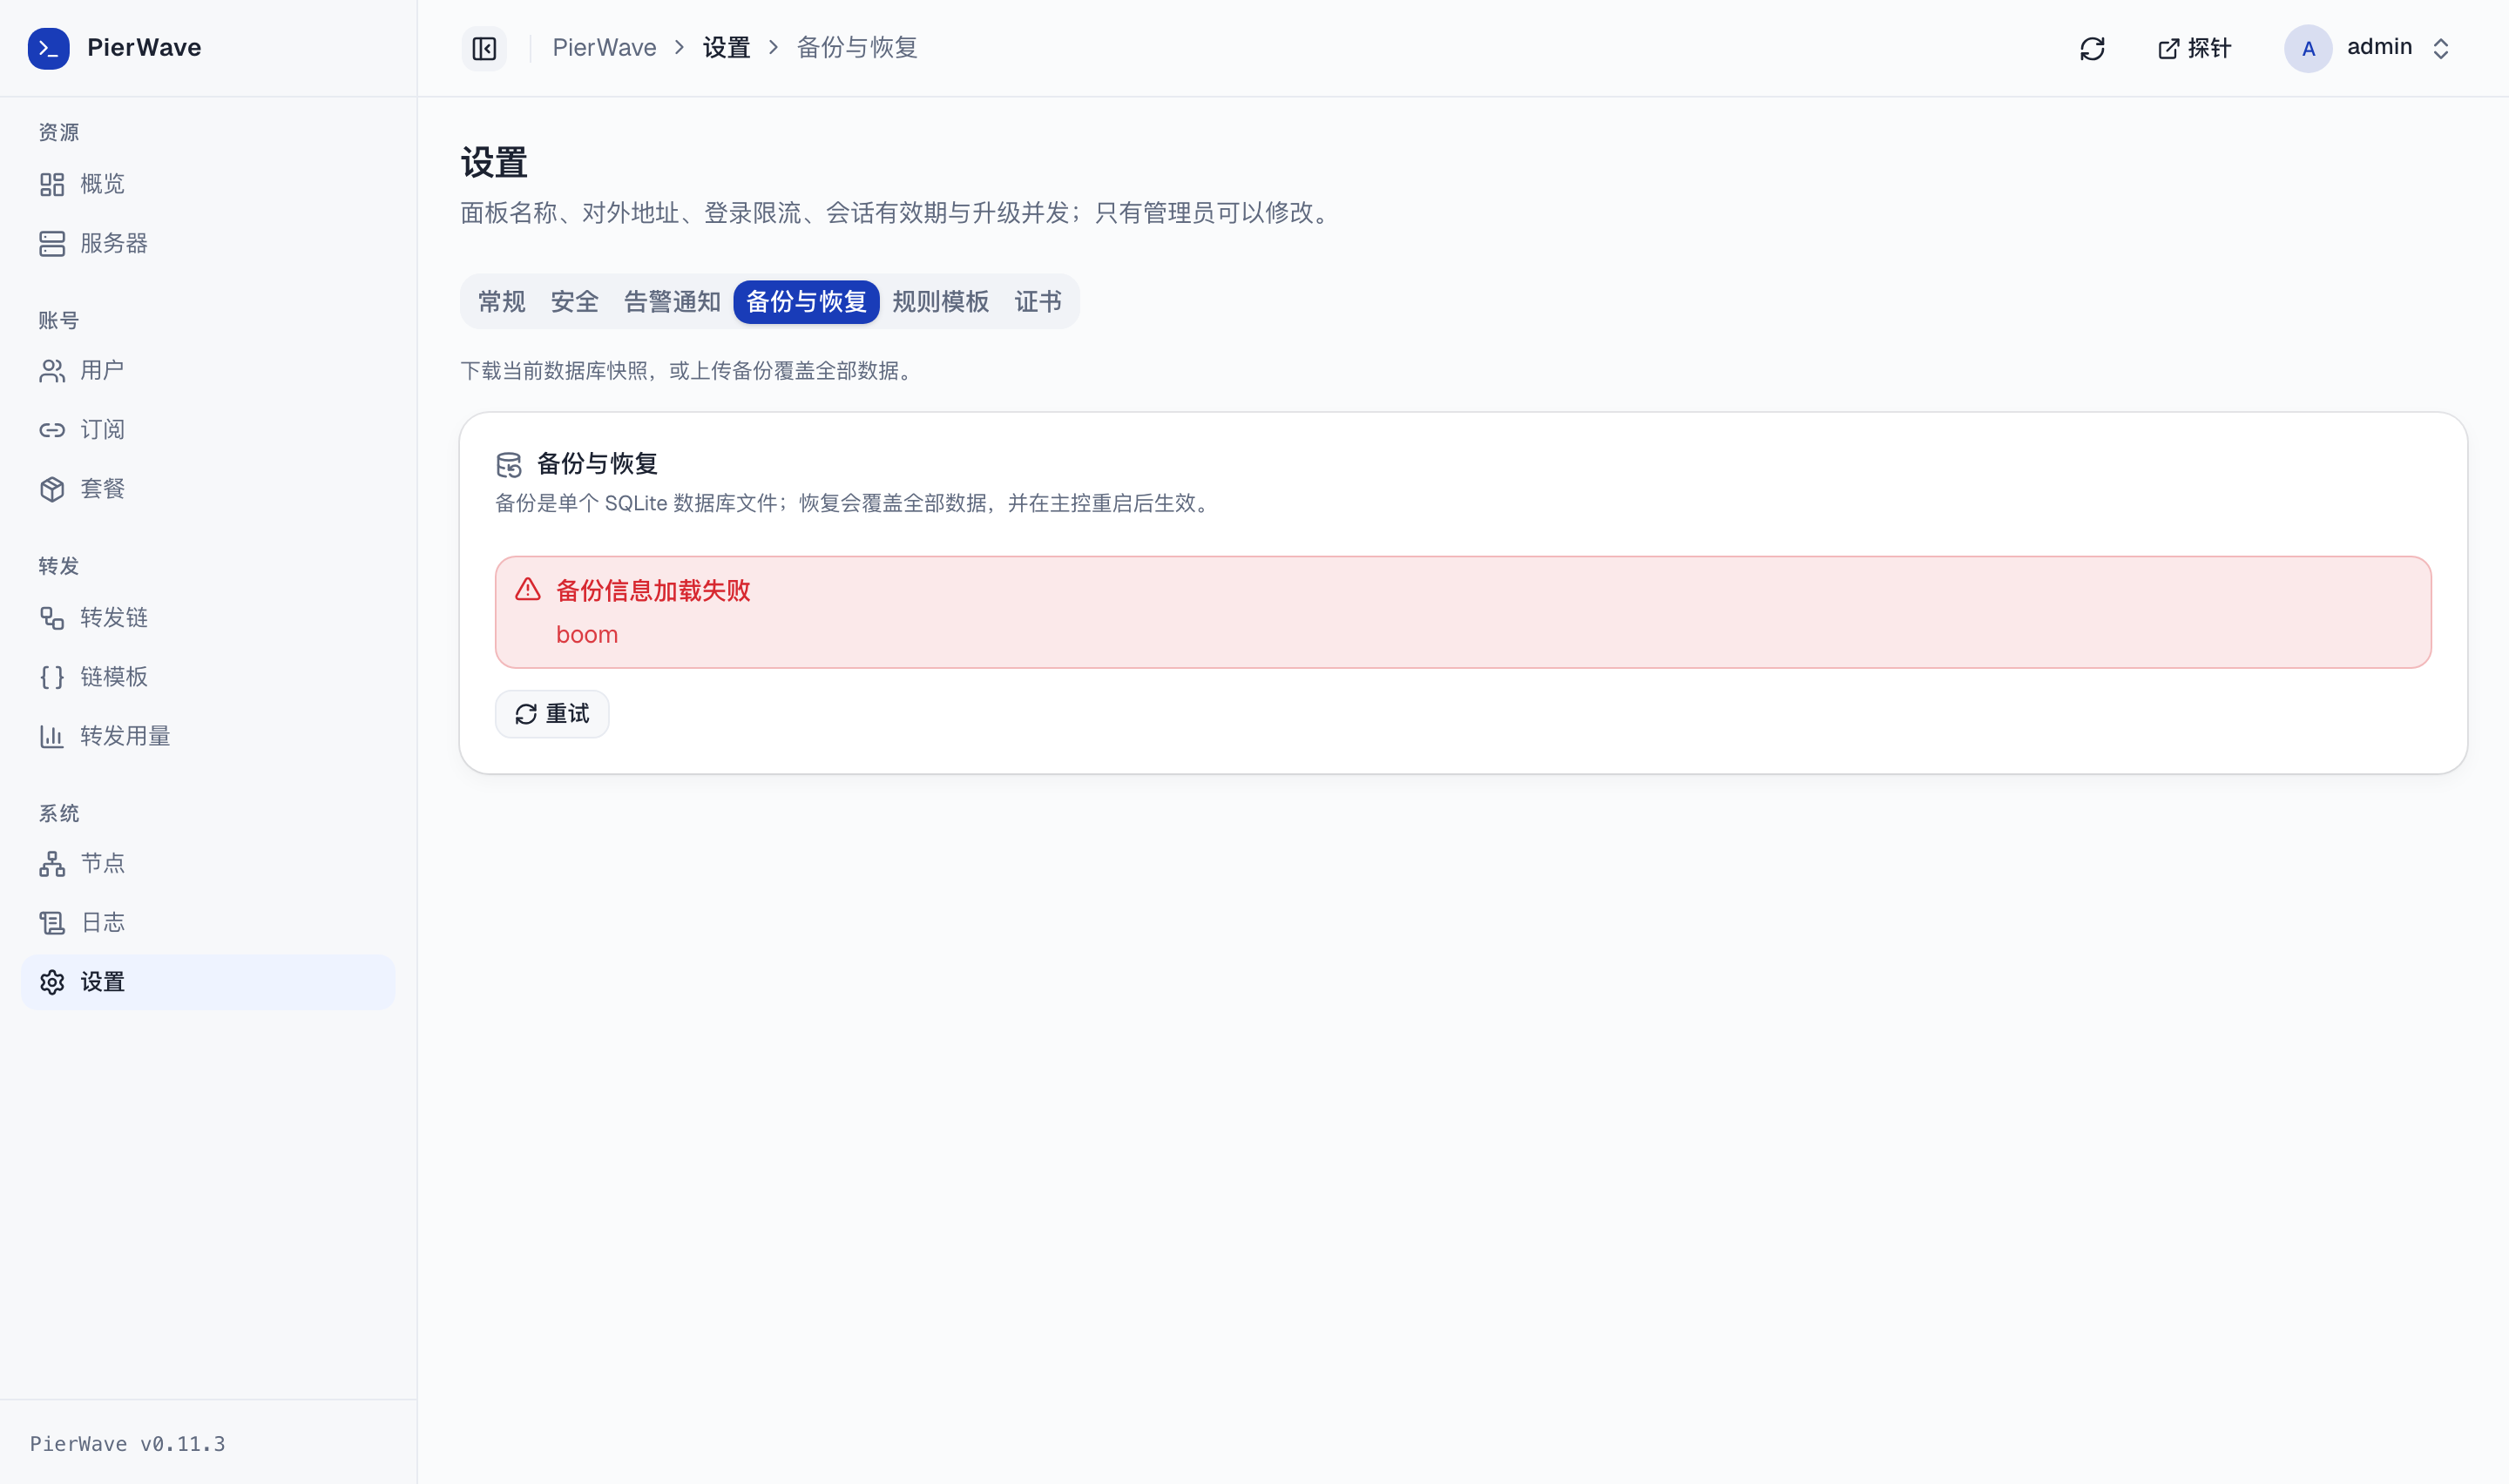 PierWave
资源
概览
服务器
账号
用户
订阅
套餐
转发
转发链
链模板
转发用量
系统
节点
日志
设置
PierWave v0.11.3
PierWave > 设置 > 备份与恢复
探针
A admin
设置
面板名称、对外地址、登录限流、会话有效期与升级并发；只有管理员可以修改。
常规 安全 告警通知 备份与恢复 规则模板 证书
下载当前数据库快照，或上传备份覆盖全部数据。
备份与恢复
备份是单个 SQLite 数据库文件；恢复会覆盖全部数据，并在主控重启后生效。
备份信息加载失败
boom
重试